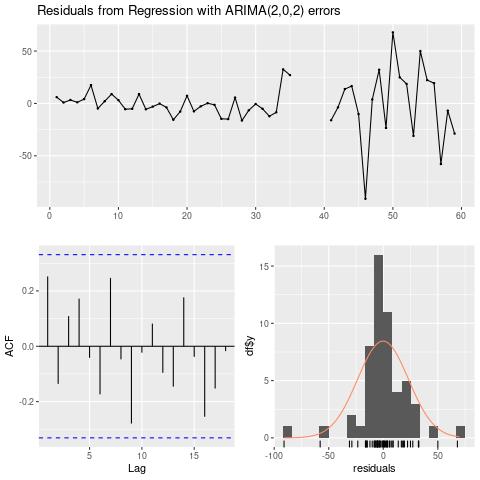 Residuals from Regression with ARIMA(2,0,2) errors
50
0
-50
0 10 20 30 40 50 60
ACF
0.2
0.0
-0.2
5 10 15
Lag
df$y
15
10
5
0
-100 -50 0 50
residuals